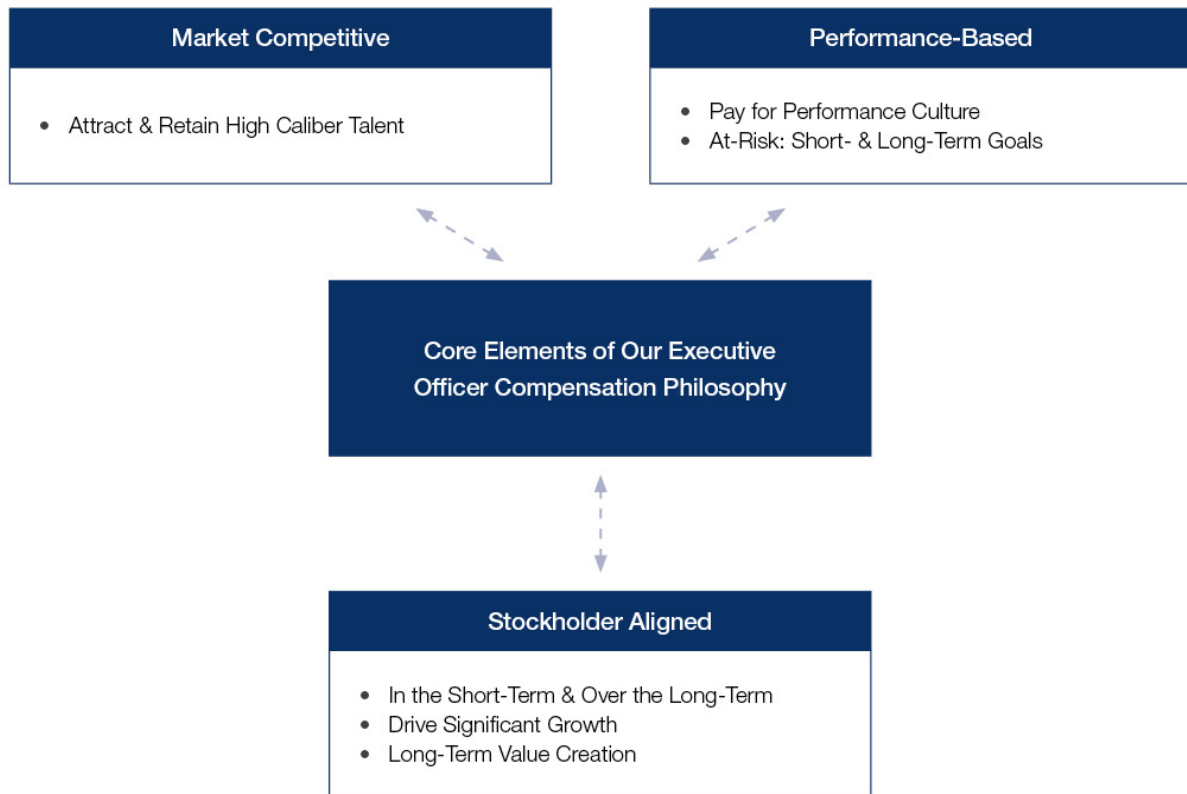 Market Competitive
• Attract & Retain High Caliber Talent
Performance-Based
• Pay for Performance Culture
• At-Risk: Short- & Long-Term Goals
Core Elements of Our Executive
Officer Compensation Philosophy
Stockholder Aligned
• In the Short-Term & Over the Long-Term
• Drive Significant Growth
• Long-Term Value Creation